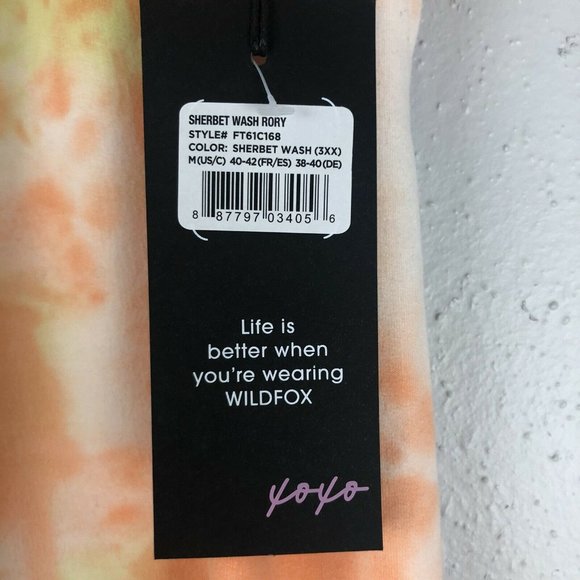 SHERBET WASH RORY
STYLE# FT61C168
COLOR: SHERBET WASH (3XX)
M(US/C) 40-42(FR/ES) 38-40(DE)
8 87797 03405 6
Life is
better when
you're wearing
WILDFOX
xoxo